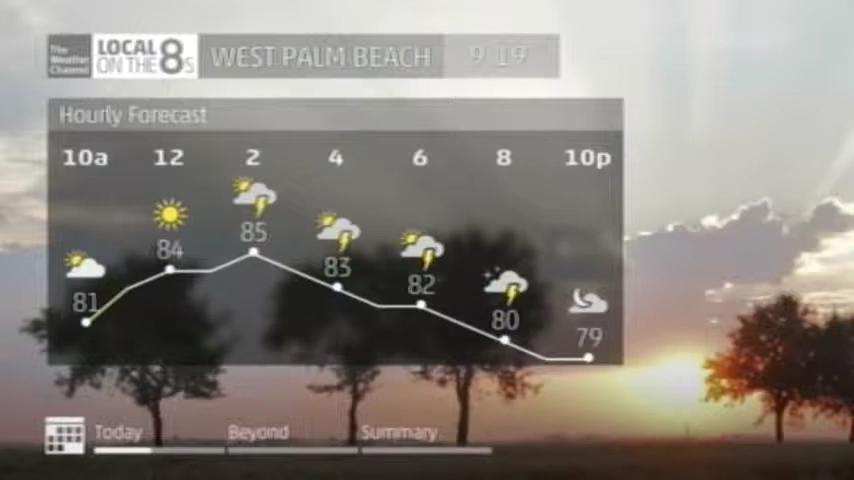 The Weather Channel
LOCAL ON THE 8s
WEST PALM BEACH 9 19
Hourly Forecast
10a 12 2 4 6 8 10p
81 84 85 83 82 80 79
Today Beyond Summary